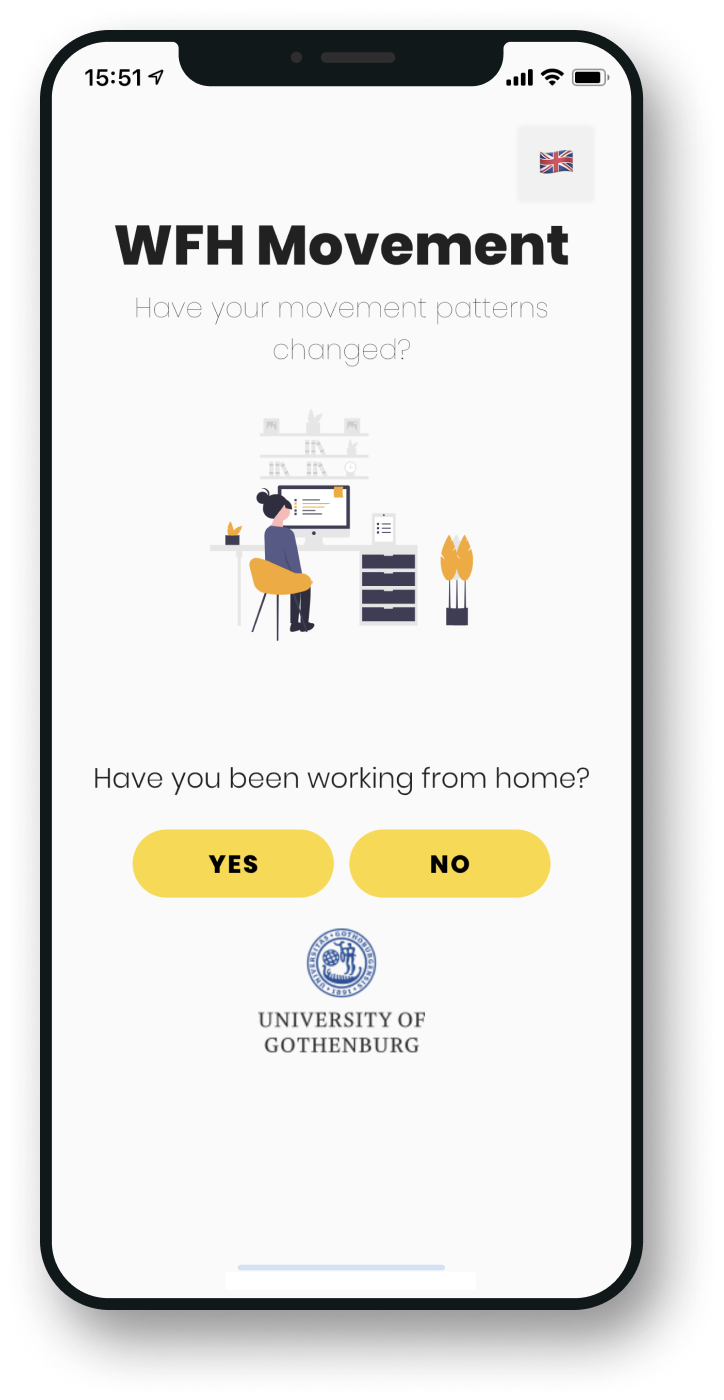 15:51
WFH Movement
Have your movement patterns
changed?
Have you been working from home?
YES
NO
UNIVERSITAS · GOTHOBURGENSIS · 1891 ·
UNIVERSITY OF
GOTHENBURG